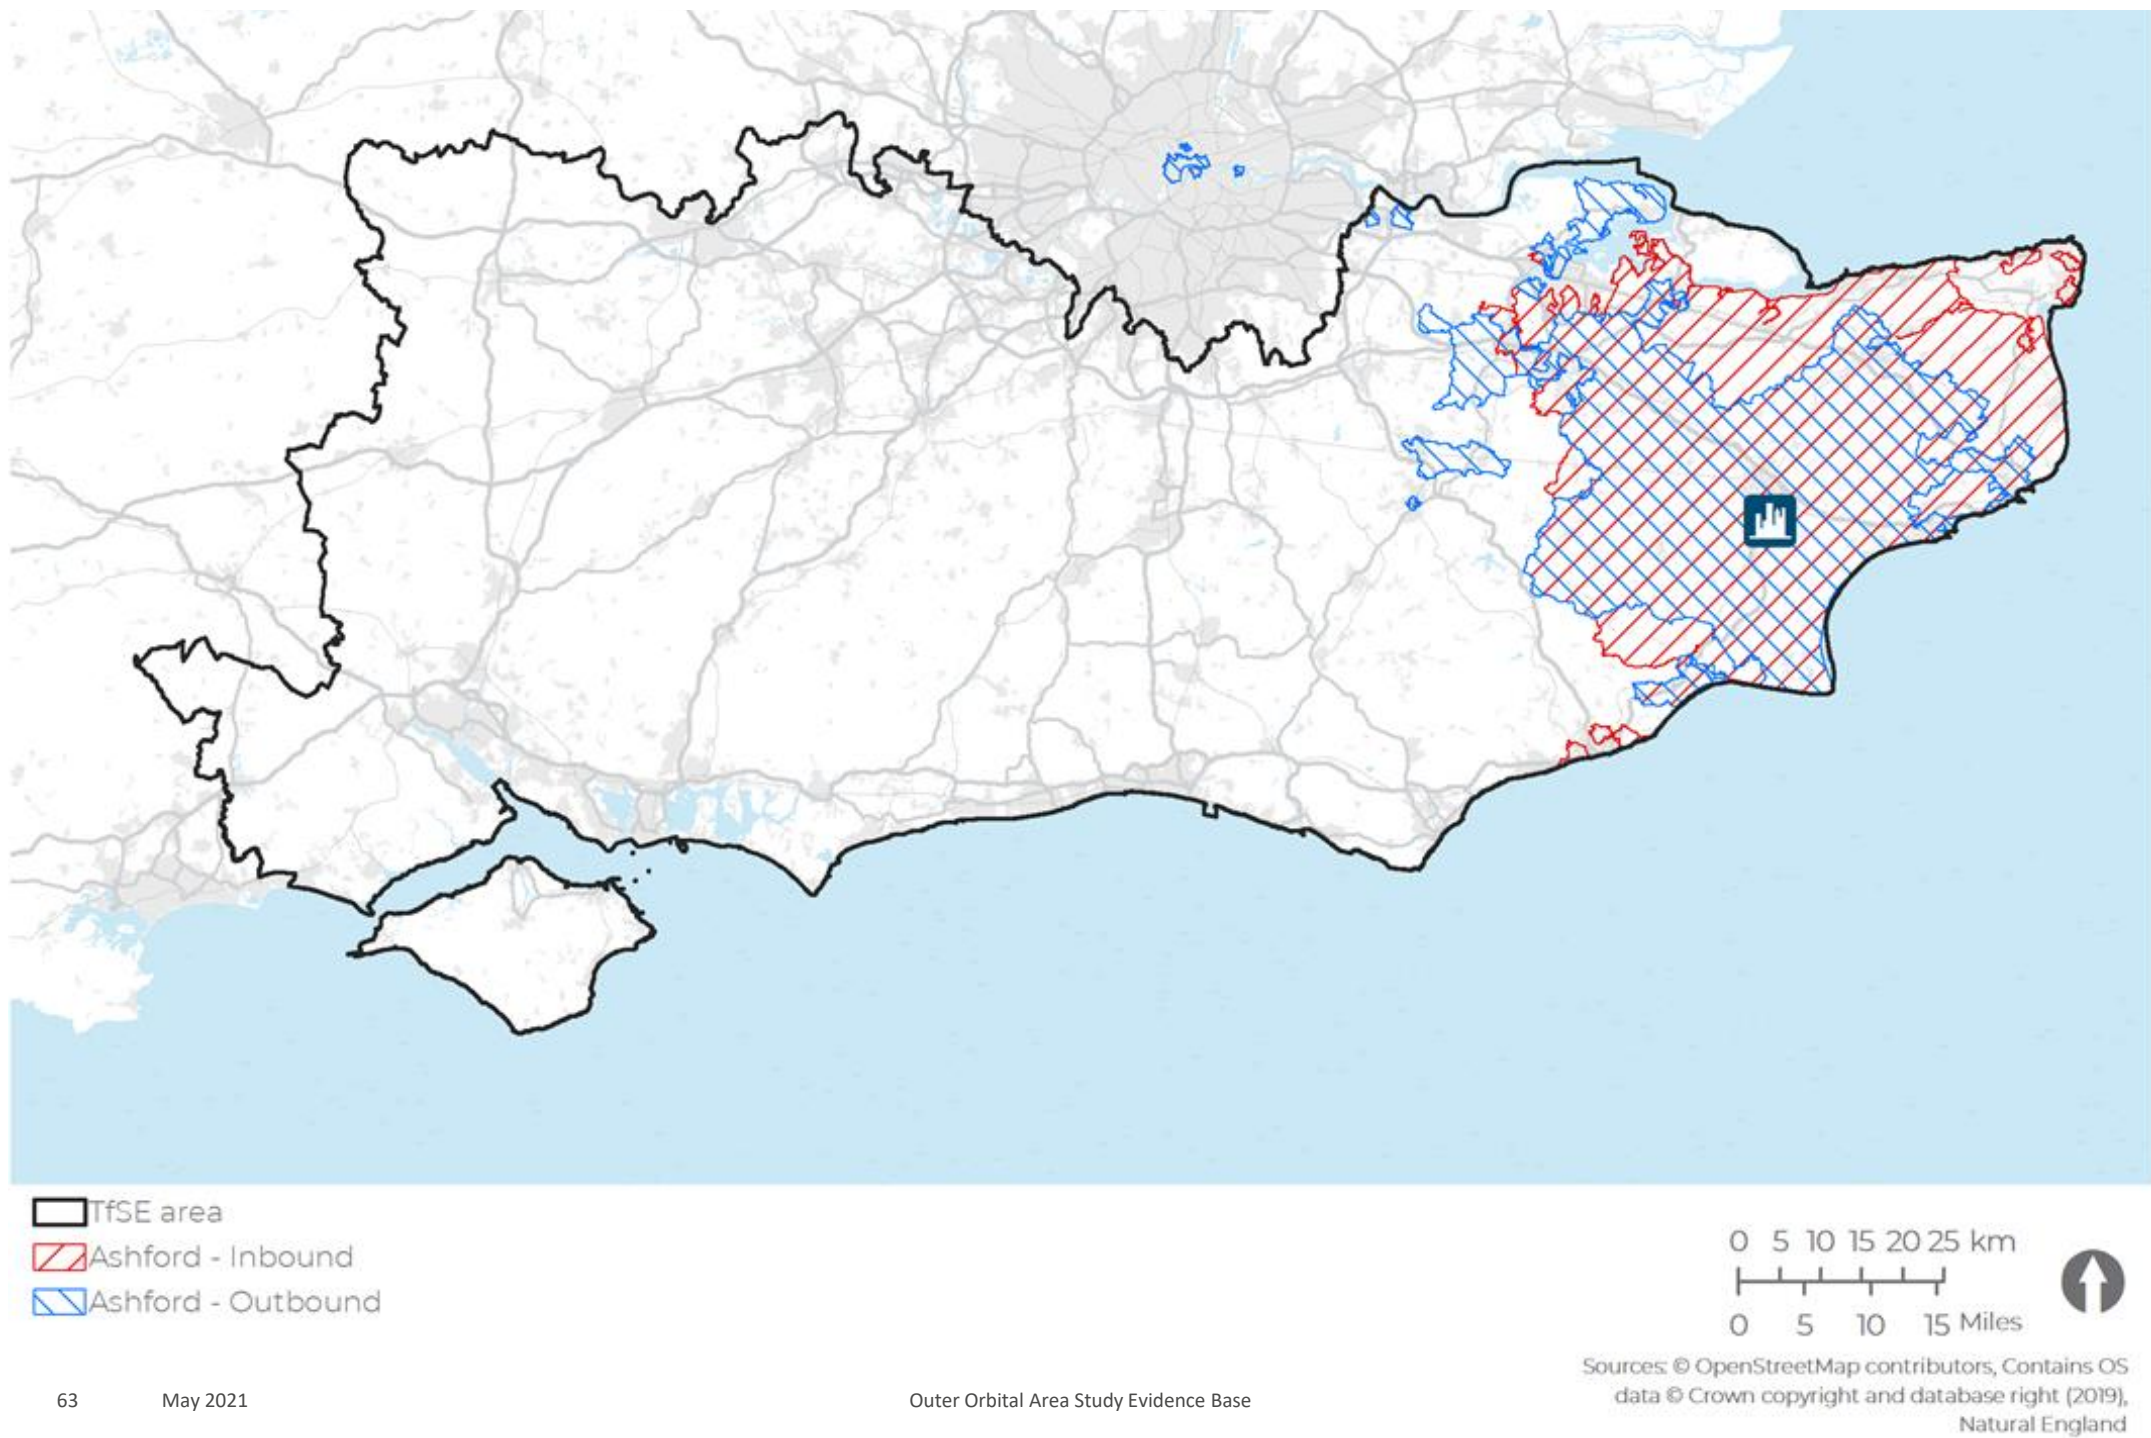 TfSE area
Ashford - Inbound
Ashford - Outbound
0 5 10 15 20 25 km
0 5 10 15 Miles
Sources: © OpenStreetMap contributors, Contains OS
data © Crown copyright and database right (2019),
Natural England
63 May 2021 Outer Orbital Area Study Evidence Base